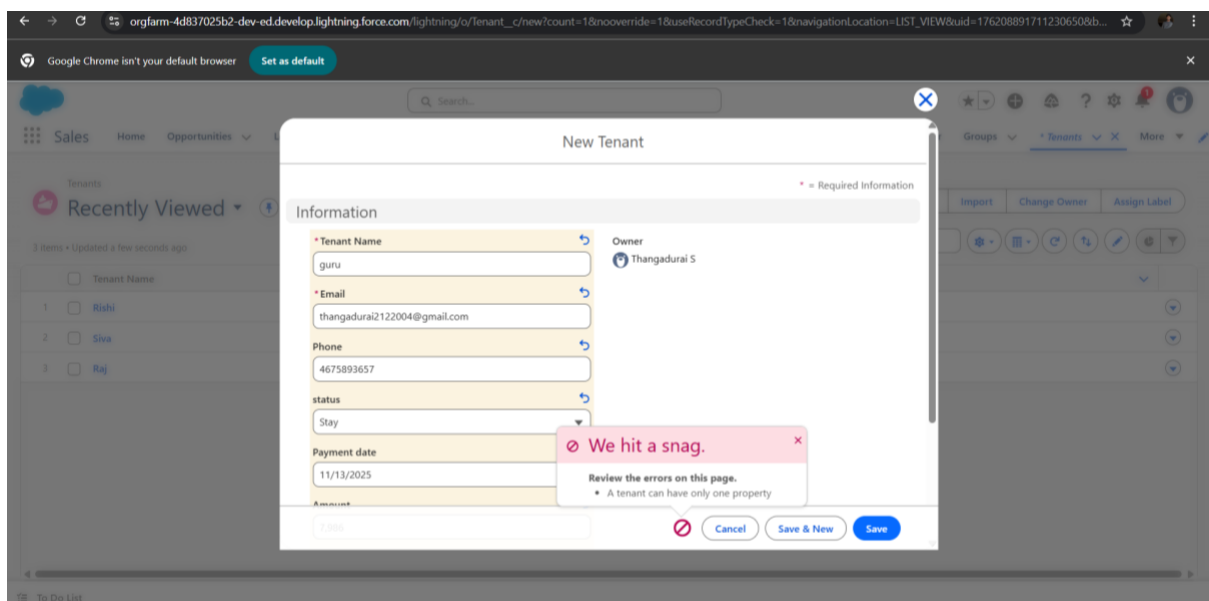 orgfarm-4d837025b2-dev-ed.develop.lightning.force.com/lightning/o/Tenant__c/new?count=1&nooverride=1&useRecordTypeCheck=1&navigationLocation=LIST_VIEW&uid=176208891711230650&b...
Google Chrome isn't your default browser Set as default
Search...
Sales Home Opportunities L Groups * Tenants More
New Tenant
Tenants
Recently Viewed
* = Required Information
Import Change Owner Assign Label
Information
3 items • Updated a few seconds ago
* Tenant Name
guru
Owner
Thangadurai S
Tenant Name
* Email
thangadurai2122004@gmail.com
1 Rishi
2 Siva
3 Raj
Phone
4675893657
status
Stay
Payment date
11/13/2025
Amount
7,986
We hit a snag.
Review the errors on this page.
• A tenant can have only one property
Cancel Save & New Save
To Do List